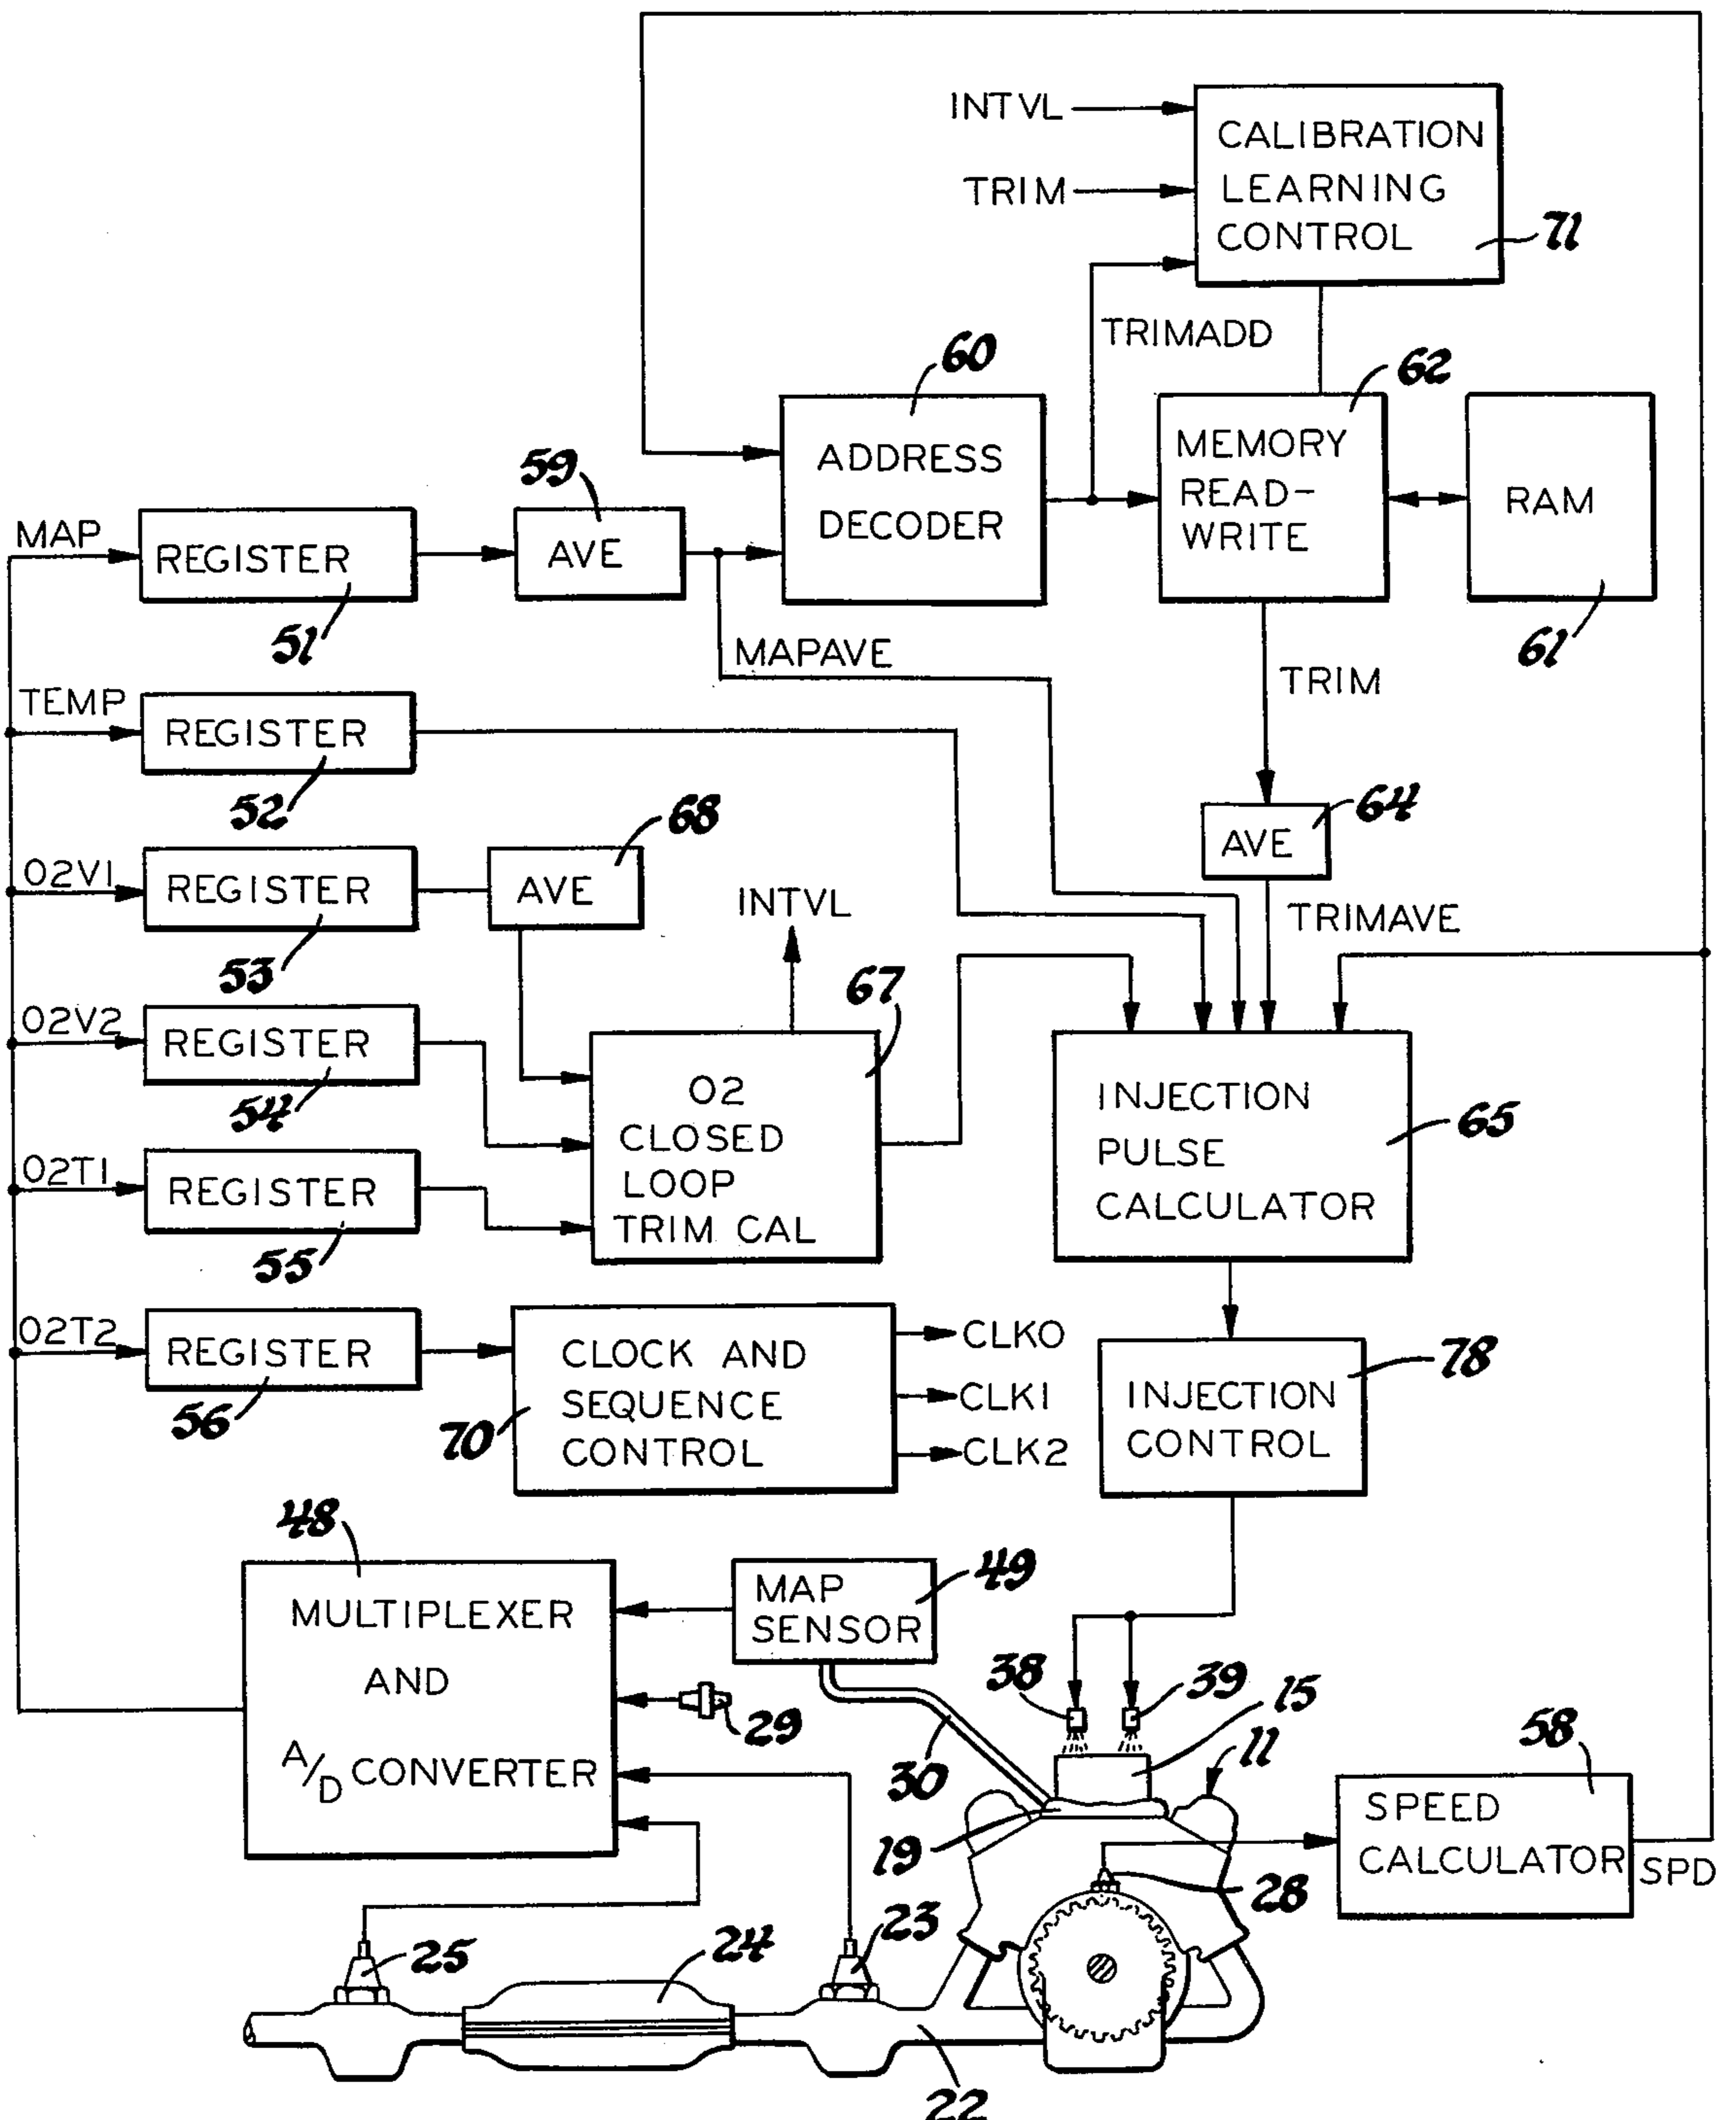 INTVL
TRIM
CALIBRATION
LEARNING
CONTROL
71
TRIMADD
60
ADDRESS
DECODER
62
MEMORY
READ-
WRITE
RAM
61
MAP
REGISTER
51
59
AVE
MAPAVE
TRIM
TEMP
REGISTER
52
64
AVE
TRIMAVE
O2V1
REGISTER
53
68
AVE
INTVL
O2V2
REGISTER
54
67
O2
CLOSED
LOOP
TRIM CAL
INJECTION
PULSE
CALCULATOR
65
O2T1
REGISTER
55
O2T2
REGISTER
56
CLOCK AND
SEQUENCE
CONTROL
70
CLK0
CLK1
CLK2
INJECTION
CONTROL
78
48
MULTIPLEXER
AND
A/D CONVERTER
MAP
SENSOR
49
29
30
38
39
15
11
19
28
58
SPEED
CALCULATOR
SPD
25
24
23
22